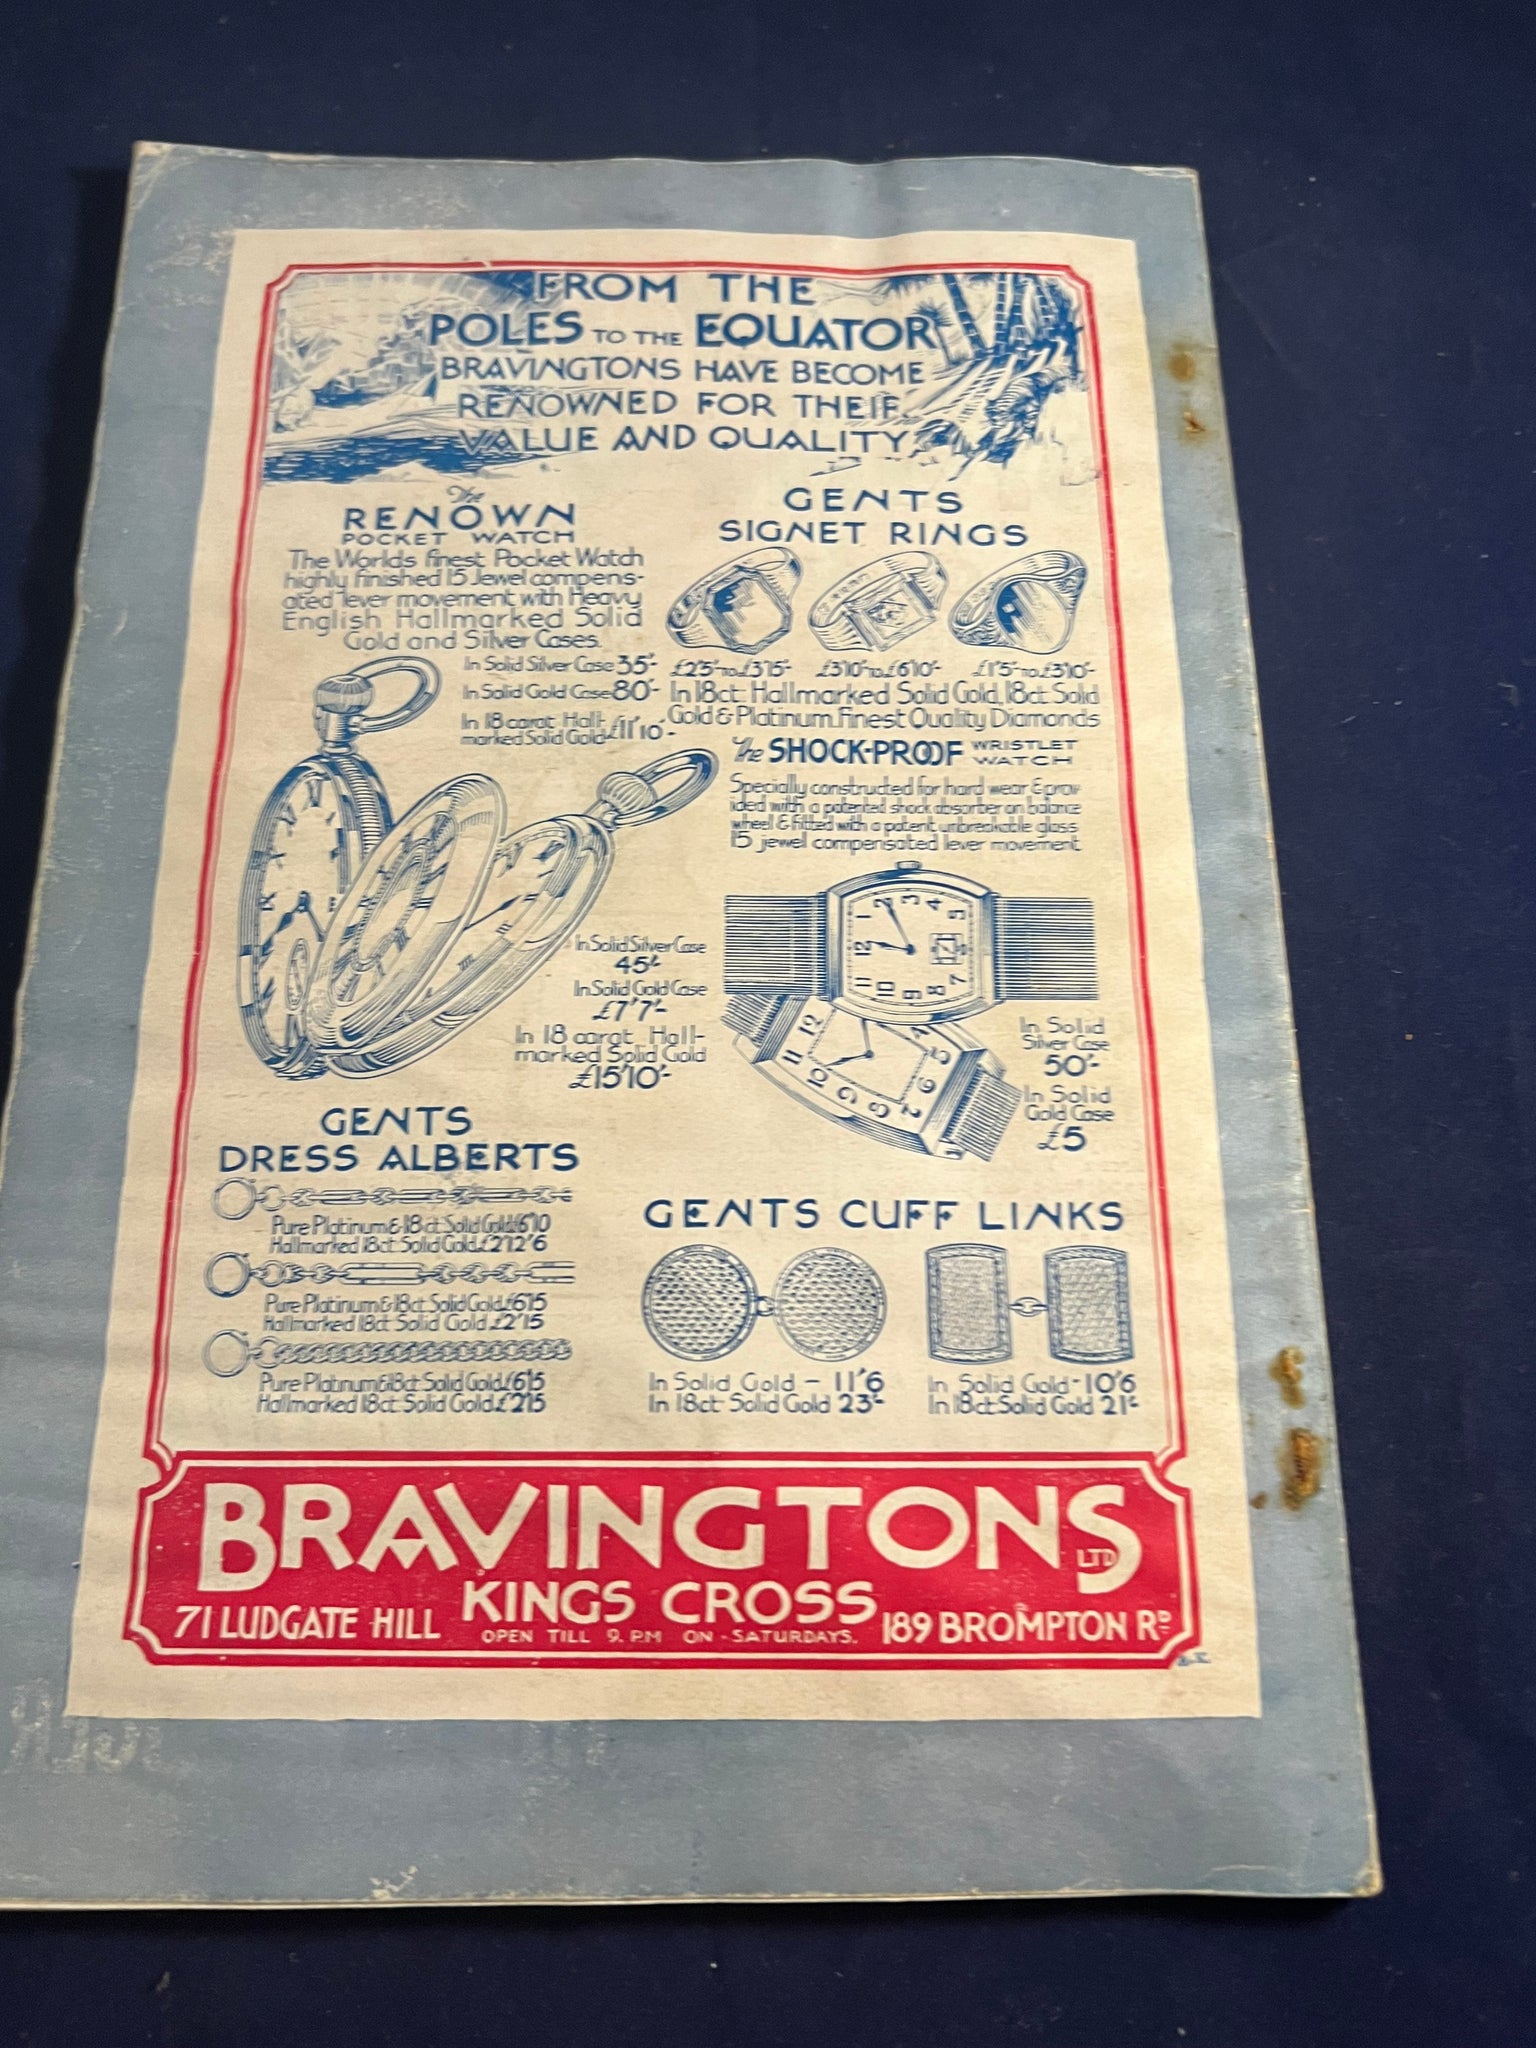 FROM THE
POLES TO THE EQUATOR
BRAVINGTONS HAVE BECOME
RENOWNED FOR THEIR
VALUE AND QUALITY
The
RENOWN
POCKET WATCH
The Worlds finest Pocket Watch
highly finished 15 Jewel compens-
ated lever movement with Heavy
English Hallmarked Solid
Gold and Silver Cases.
In Solid Silver Case 35'-
In Solid Gold Case 80'-
In 18 carat Hall-
marked Solid Gold £11'10'-
In Solid Silver Case
45'-
In Solid Gold Case
£7'7'-
In 18 carat Hall-
marked Solid Gold
£15'10'-
GENTS
SIGNET RINGS
£2'5'- TO £3'15'- £3'10'- TO £6'10'- £1'5'- TO £3'10'-
In 18ct. Hallmarked Solid Gold, 18ct. Solid
Gold & Platinum. Finest Quality Diamonds
The SHOCK-PROOF WRISTLET
WATCH
Specially constructed for hard wear & prov-
ided with a patented shock absorber on balance
wheel & fitted with a patent unbreakable glass
15 jewel compensated lever movement
In Solid
Silver Case
50'-
In Solid
Gold Case
£5
GENTS
DRESS ALBERTS
Pure Platinum & 18ct. Solid Gold £6'10
Hallmarked 18ct. Solid Gold £2'12'6
Pure Platinum & 18ct. Solid Gold £6'15
Hallmarked 18ct. Solid Gold £2'15
Pure Platinum & 18ct. Solid Gold £6'15
Hallmarked 18ct. Solid Gold £2'15
GENTS CUFF LINKS
In Solid Gold - 11'6
In 18ct. Solid Gold 23'-
In Solid Gold - 10'6
In 18ct. Solid Gold 21'-
BRAVINGTONS LTD
KINGS CROSS
71 LUDGATE HILL
OPEN TILL 9. P.M ON - SATURDAYS.
189 BROMPTON RD